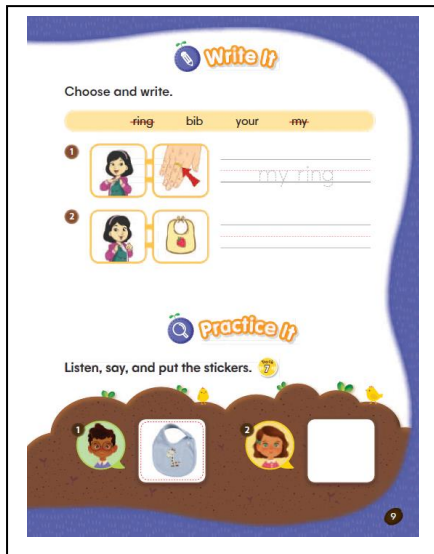 Write It
Choose and write.
ring bib your my
1
my ring
2
Practice It
Listen, say, and put the stickers.
1
2
9